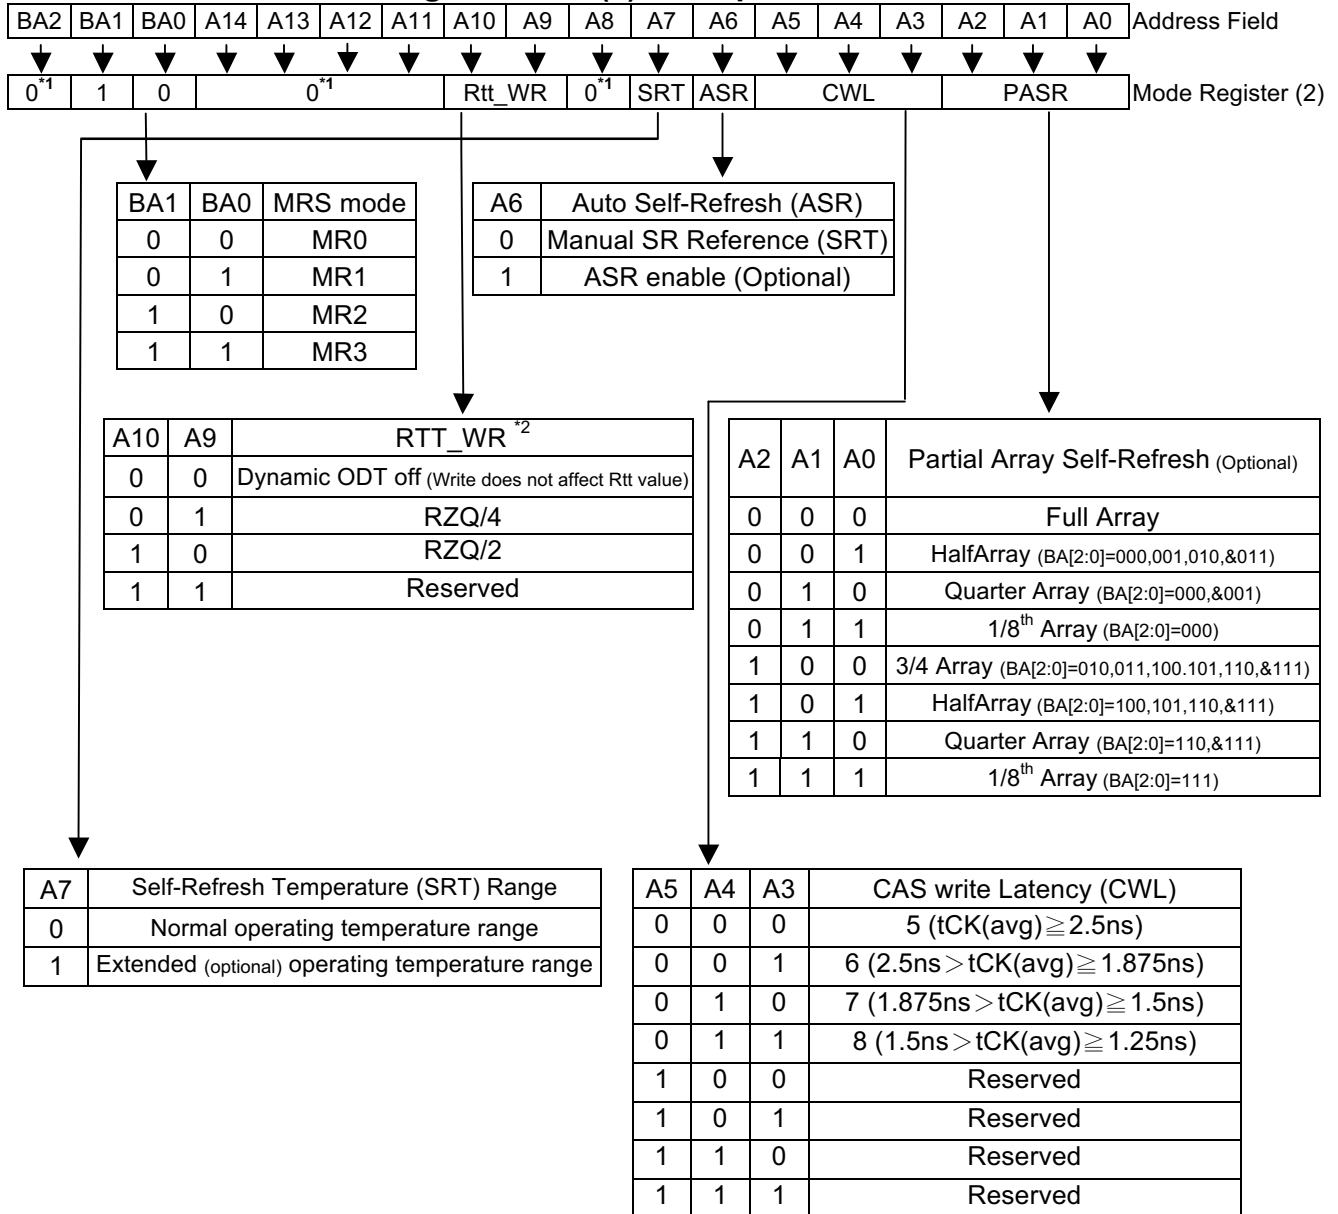 BA2 BA1 BA0 A14 A13 A12 A11 A10 A9 A8 A7 A6 A5 A4 A3 A2 A1 A0 Address Field
0*1 1 0 0*1 Rtt_WR 0*1 SRT ASR CWL PASR Mode Register (2)
BA1 BA0 MRS mode
0 0 MR0
0 1 MR1
1 0 MR2
1 1 MR3
A6 Auto Self-Refresh (ASR)
0 Manual SR Reference (SRT)
1 ASR enable (Optional)
A10 A9 RTT_WR *2
0 0 Dynamic ODT off (Write does not affect Rtt value)
0 1 RZQ/4
1 0 RZQ/2
1 1 Reserved
A2 A1 A0 Partial Array Self-Refresh (Optional)
0 0 0 Full Array
0 0 1 HalfArray (BA[2:0]=000,001,010,&011)
0 1 0 Quarter Array (BA[2:0]=000,&001)
0 1 1 1/8th Array (BA[2:0]=000)
1 0 0 3/4 Array (BA[2:0]=010,011,100.101,110,&111)
1 0 1 HalfArray (BA[2:0]=100,101,110,&111)
1 1 0 Quarter Array (BA[2:0]=110,&111)
1 1 1 1/8th Array (BA[2:0]=111)
A7 Self-Refresh Temperature (SRT) Range
0 Normal operating temperature range
1 Extended (optional) operating temperature range
A5 A4 A3 CAS write Latency (CWL)
0 0 0 5 (tCK(avg)≧2.5ns)
0 0 1 6 (2.5ns>tCK(avg)≧1.875ns)
0 1 0 7 (1.875ns>tCK(avg)≧1.5ns)
0 1 1 8 (1.5ns>tCK(avg)≧1.25ns)
1 0 0 Reserved
1 0 1 Reserved
1 1 0 Reserved
1 1 1 Reserved